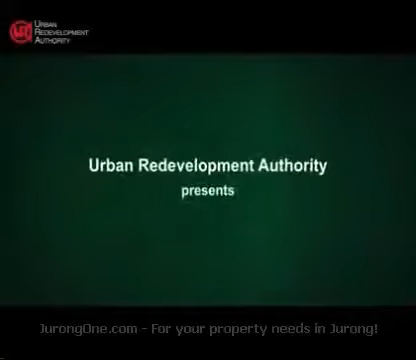 URBAN
REDEVELOPMENT
AUTHORITY
Urban Redevelopment Authority
presents
JurongOne.com - For your property needs in Jurong!